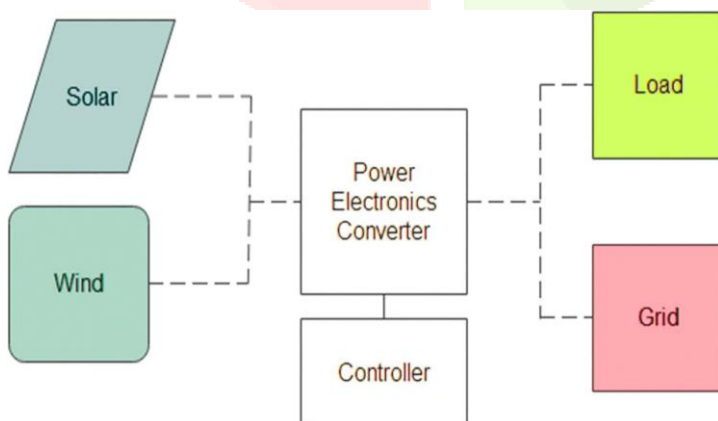 Solar
Load
Power
Electronics
Converter
Wind
Grid
Controller